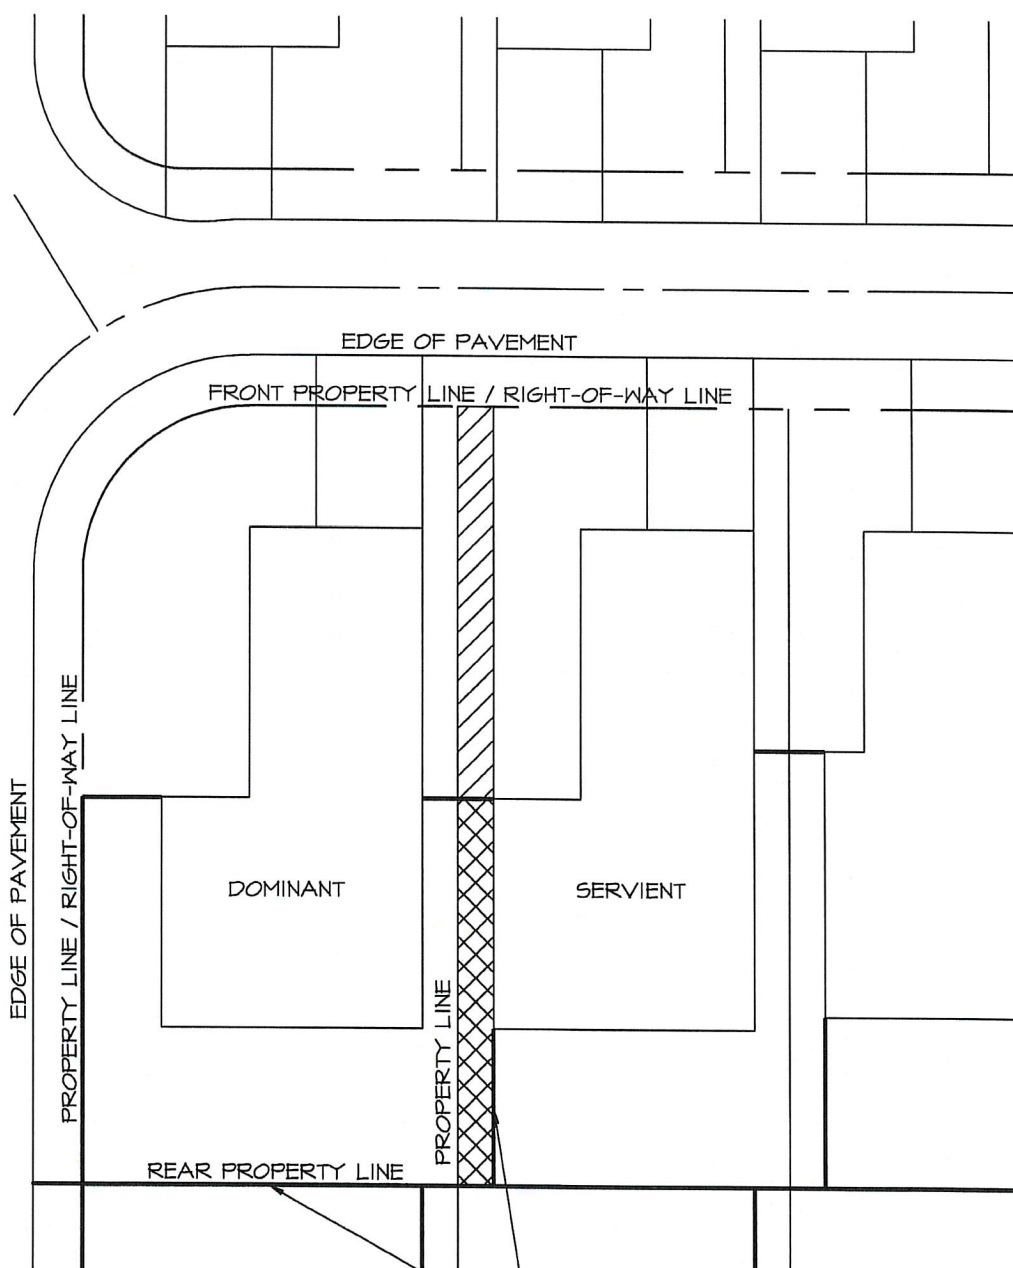 EDGE OF PAVEMENT
FRONT PROPERTY LINE / RIGHT-OF-WAY LINE
PROPERTY LINE / RIGHT-OF-WAY LINE
EDGE OF PAVEMENT
DOMINANT
SERVIENT
PROPERTY LINE
REAR PROPERTY LINE